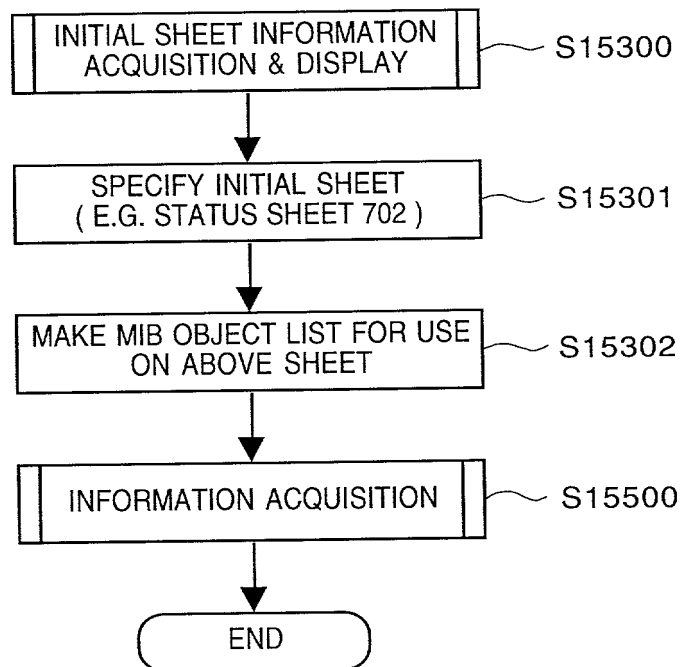 INITIAL SHEET INFORMATION
ACQUISITION & DISPLAY
S15300
SPECIFY INITIAL SHEET
( E.G. STATUS SHEET 702 )
S15301
MAKE MIB OBJECT LIST FOR USE
ON ABOVE SHEET
S15302
INFORMATION ACQUISITION
S15500
END